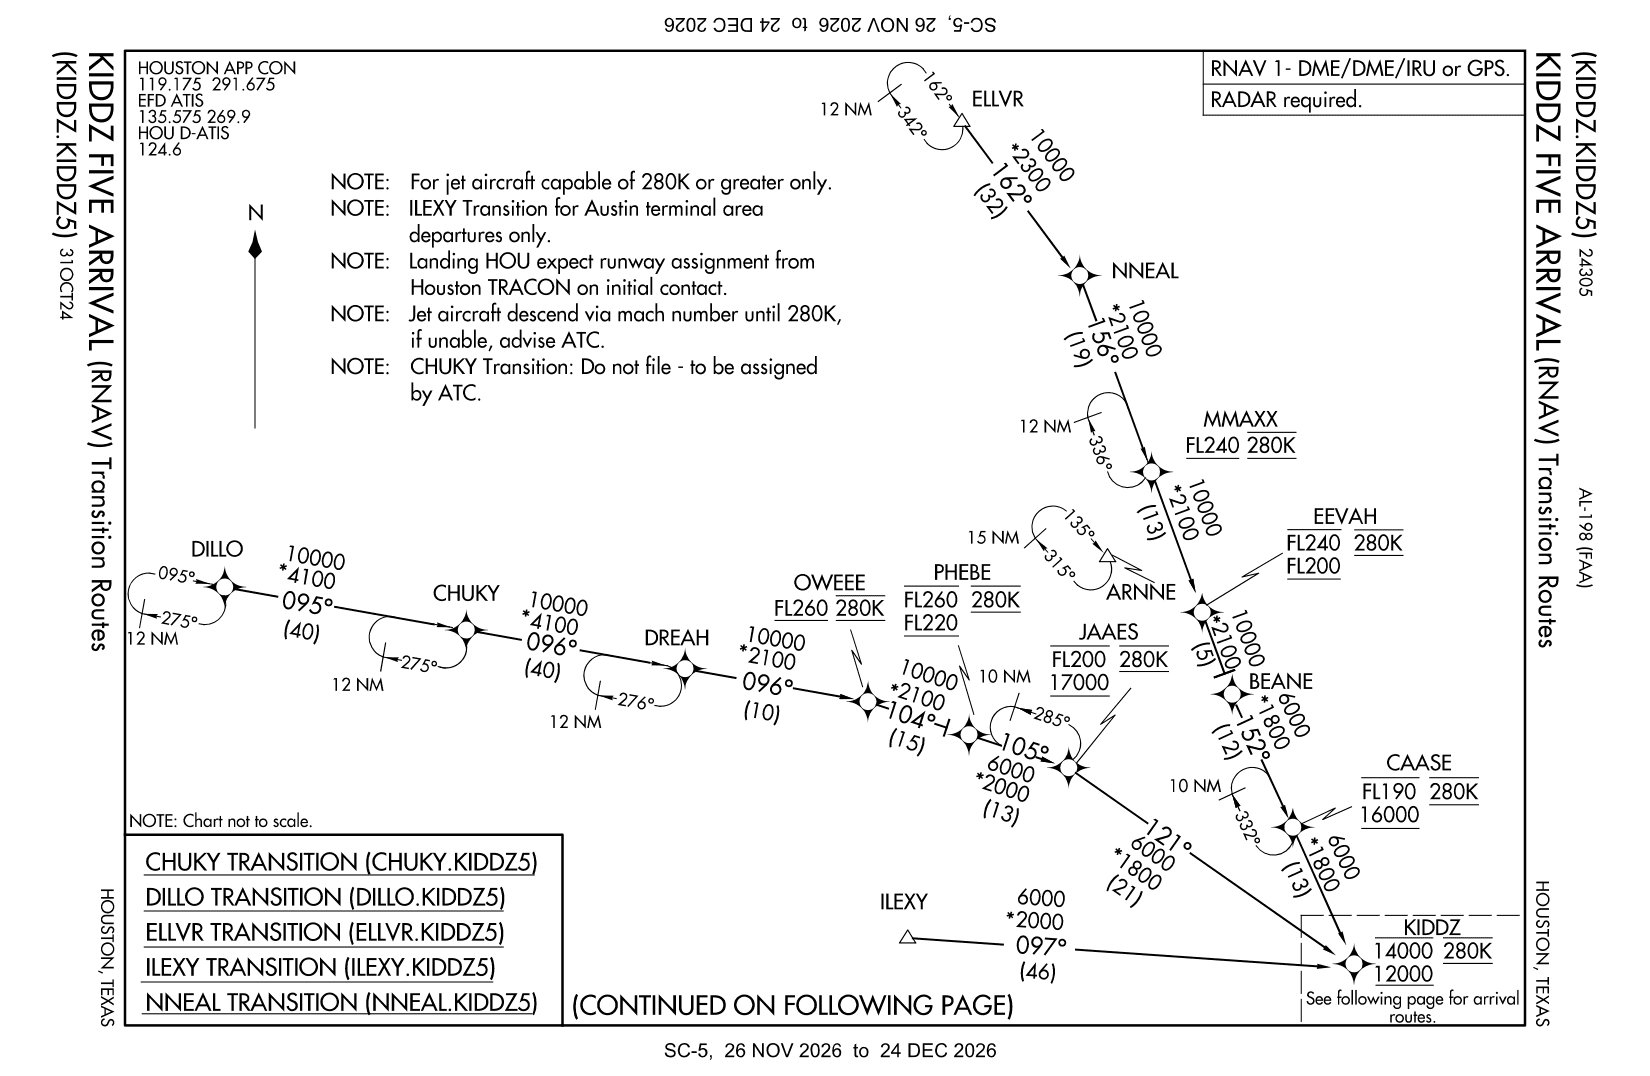 SC-5, 26 NOV 2026 to 24 DEC 2026
(KIDDZ.KIDDZ5) 31OCT24
KIDDZ FIVE ARRIVAL (RNAV) Transition Routes
HOUSTON, TEXAS
HOUSTON APP CON
119.175 291.675
EFD ATIS
135.575 269.9
HOU D-ATIS
124.6
N
NOTE: For jet aircraft capable of 280K or greater only.
NOTE: ILEXY Transition for Austin terminal area
departures only.
NOTE: Landing HOU expect runway assignment from
Houston TRACON on initial contact.
NOTE: Jet aircraft descend via mach number until 280K,
if unable, advise ATC.
NOTE: CHUKY Transition: Do not file - to be assigned
by ATC.
RNAV 1- DME/DME/IRU or GPS.
RADAR required.
12 NM
162°
342°
ELLVR
10000
*2300
162°
(32)
NNEAL
10000
*2100
156°
(19)
12 NM
336°
MMAXX
FL240 280K
10000
*2100
(13)
15 NM
135°
315°
ARNNE
EEVAH
FL240 280K
FL200
10000
*2100
(5)
BEANE
6000
*1800
152°
(12)
10 NM
332°
CAASE
FL190 280K
16000
6000
*1800
(13)
DILLO
095°
275°
12 NM
10000
*4100
095°
(40)
CHUKY
275°
12 NM
10000
*4100
096°
(40)
DREAH
276°
12 NM
10000
*2100
096°
(10)
OWEEE
FL260 280K
10000
*2100
104°
(15)
PHEBE
FL260 280K
FL220
10 NM
285°
105°
6000
*2000
(13)
JAAES
FL200 280K
17000
121°
6000
*1800
(21)
ILEXY
6000
*2000
097°
(46)
KIDDZ
14000 280K
12000
See following page for arrival
routes.
NOTE: Chart not to scale.
CHUKY TRANSITION (CHUKY.KIDDZ5)
DILLO TRANSITION (DILLO.KIDDZ5)
ELLVR TRANSITION (ELLVR.KIDDZ5)
ILEXY TRANSITION (ILEXY.KIDDZ5)
NNEAL TRANSITION (NNEAL.KIDDZ5)
(CONTINUED ON FOLLOWING PAGE)
(KIDDZ.KIDDZ5) 24305
KIDDZ FIVE ARRIVAL (RNAV) Transition Routes
AL-198 (FAA)
HOUSTON, TEXAS
SC-5, 26 NOV 2026 to 24 DEC 2026